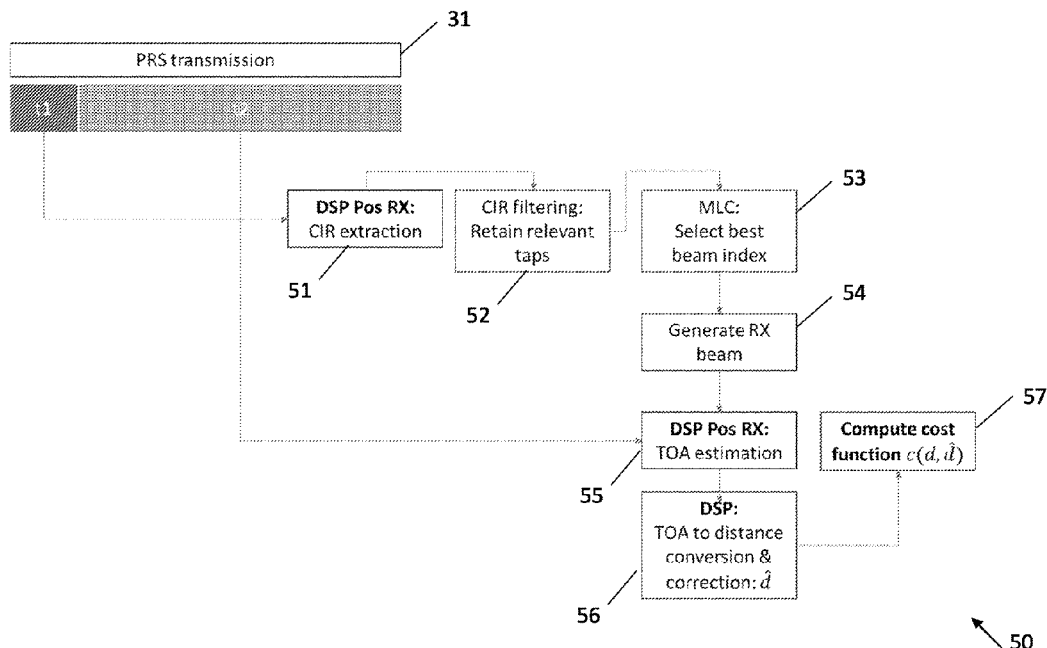 31
PRS transmission
53
DSP Pos RX:
CIR extraction
CIR filtering:
Retain relevant
taps
MLC:
Select best
beam index
51
52
54
Generate RX
beam
57
DSP Pos RX:
TOA estimation
Compute cost
function c(d, d̂)
55
DSP:
TOA to distance
conversion &
correction: d̂
56
50